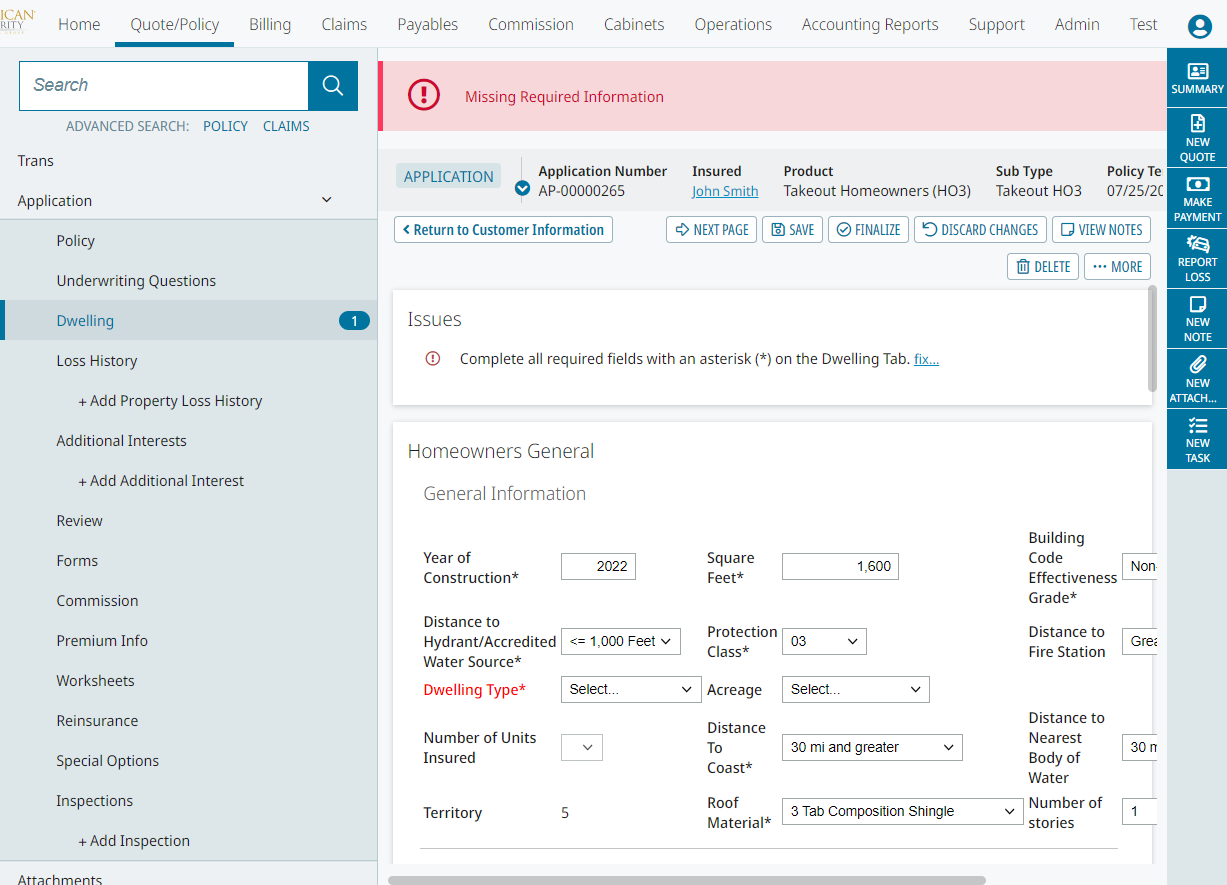 ICAN
RITY
Home
Quote/Policy
Billing
Claims
Payables
Commission
Cabinets
Operations
Accounting Reports
Support
Admin
Test
Search
ADVANCED SEARCH: POLICY CLAIMS
Trans
Application
Policy
Underwriting Questions
Dwelling 1
Loss History
+ Add Property Loss History
Additional Interests
+ Add Additional Interest
Review
Forms
Commission
Premium Info
Worksheets
Reinsurance
Special Options
Inspections
+ Add Inspection
Attachments
Missing Required Information
APPLICATION
Application Number
AP-00000265
Insured
John Smith
Product
Takeout Homeowners (HO3)
Sub Type
Takeout HO3
Policy Te
07/25/20
Return to Customer Information
NEXT PAGE
SAVE
FINALIZE
DISCARD CHANGES
VIEW NOTES
DELETE
... MORE
Issues
Complete all required fields with an asterisk (*) on the Dwelling Tab. fix...
Homeowners General
General Information
Year of
Construction*
2022
Square
Feet*
1,600
Building
Code
Effectiveness
Grade*
Non-
Distance to
Hydrant/Accredited
Water Source*
<= 1,000 Feet
Protection
Class*
03
Distance to
Fire Station
Grea
Dwelling Type*
Select...
Acreage
Select...
Number of Units
Insured
Distance
To
Coast*
30 mi and greater
Distance to
Nearest
Body of
Water
30 m
Territory
5
Roof
Material*
3 Tab Composition Shingle
Number of
stories
1
SUMMARY
NEW
QUOTE
MAKE
PAYMENT
REPORT
LOSS
NEW
NOTE
NEW
ATTACH...
NEW
TASK